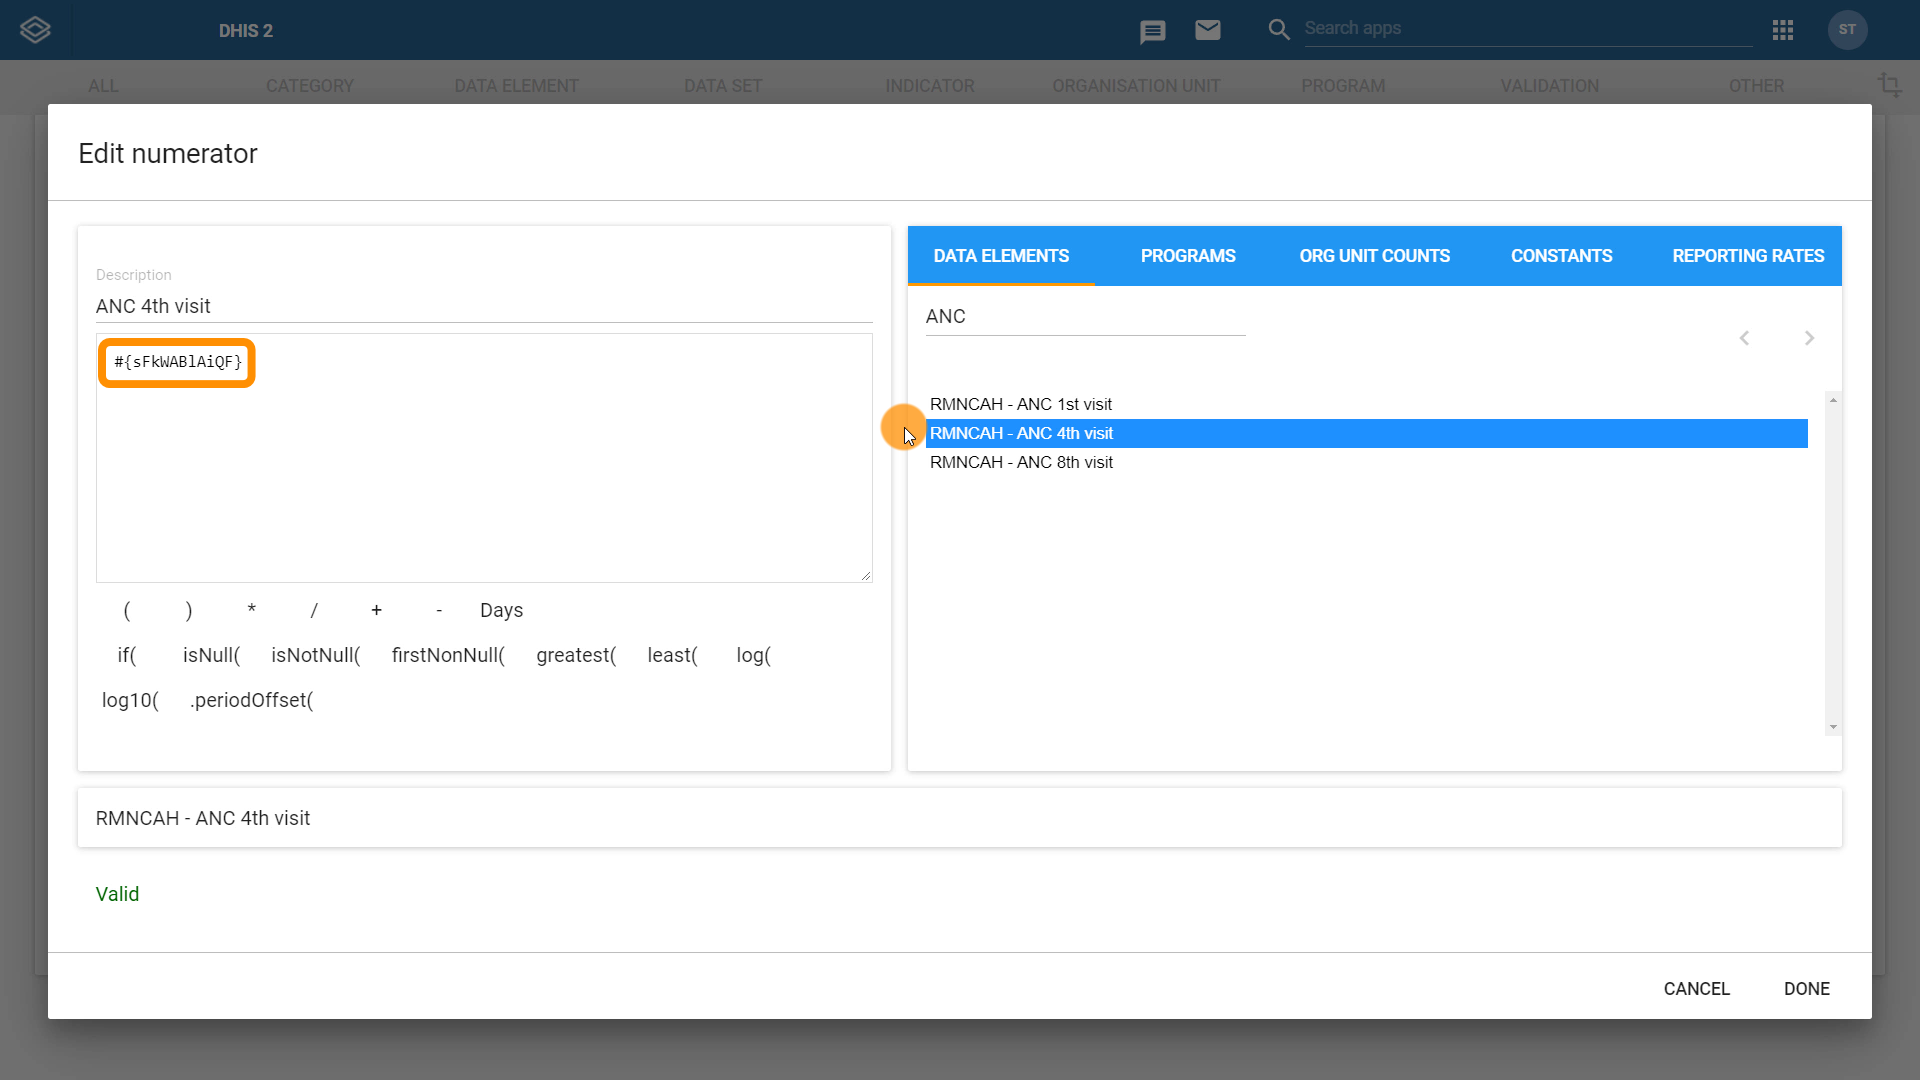 DHIS 2
Search apps
ST
ALL CATEGORY DATA ELEMENT DATA SET INDICATOR ORGANISATION UNIT PROGRAM VALIDATION OTHER
Edit numerator
Description
ANC 4th visit
#{sFkWABlAiQF}
( ) * / + - Days
if( isNull( isNotNull( firstNonNull( greatest( least( log(
log10( .periodOffset(
DATA ELEMENTS PROGRAMS ORG UNIT COUNTS CONSTANTS REPORTING RATES
ANC
RMNCAH - ANC 1st visit
RMNCAH - ANC 4th visit
RMNCAH - ANC 8th visit
RMNCAH - ANC 4th visit
Valid
CANCEL DONE